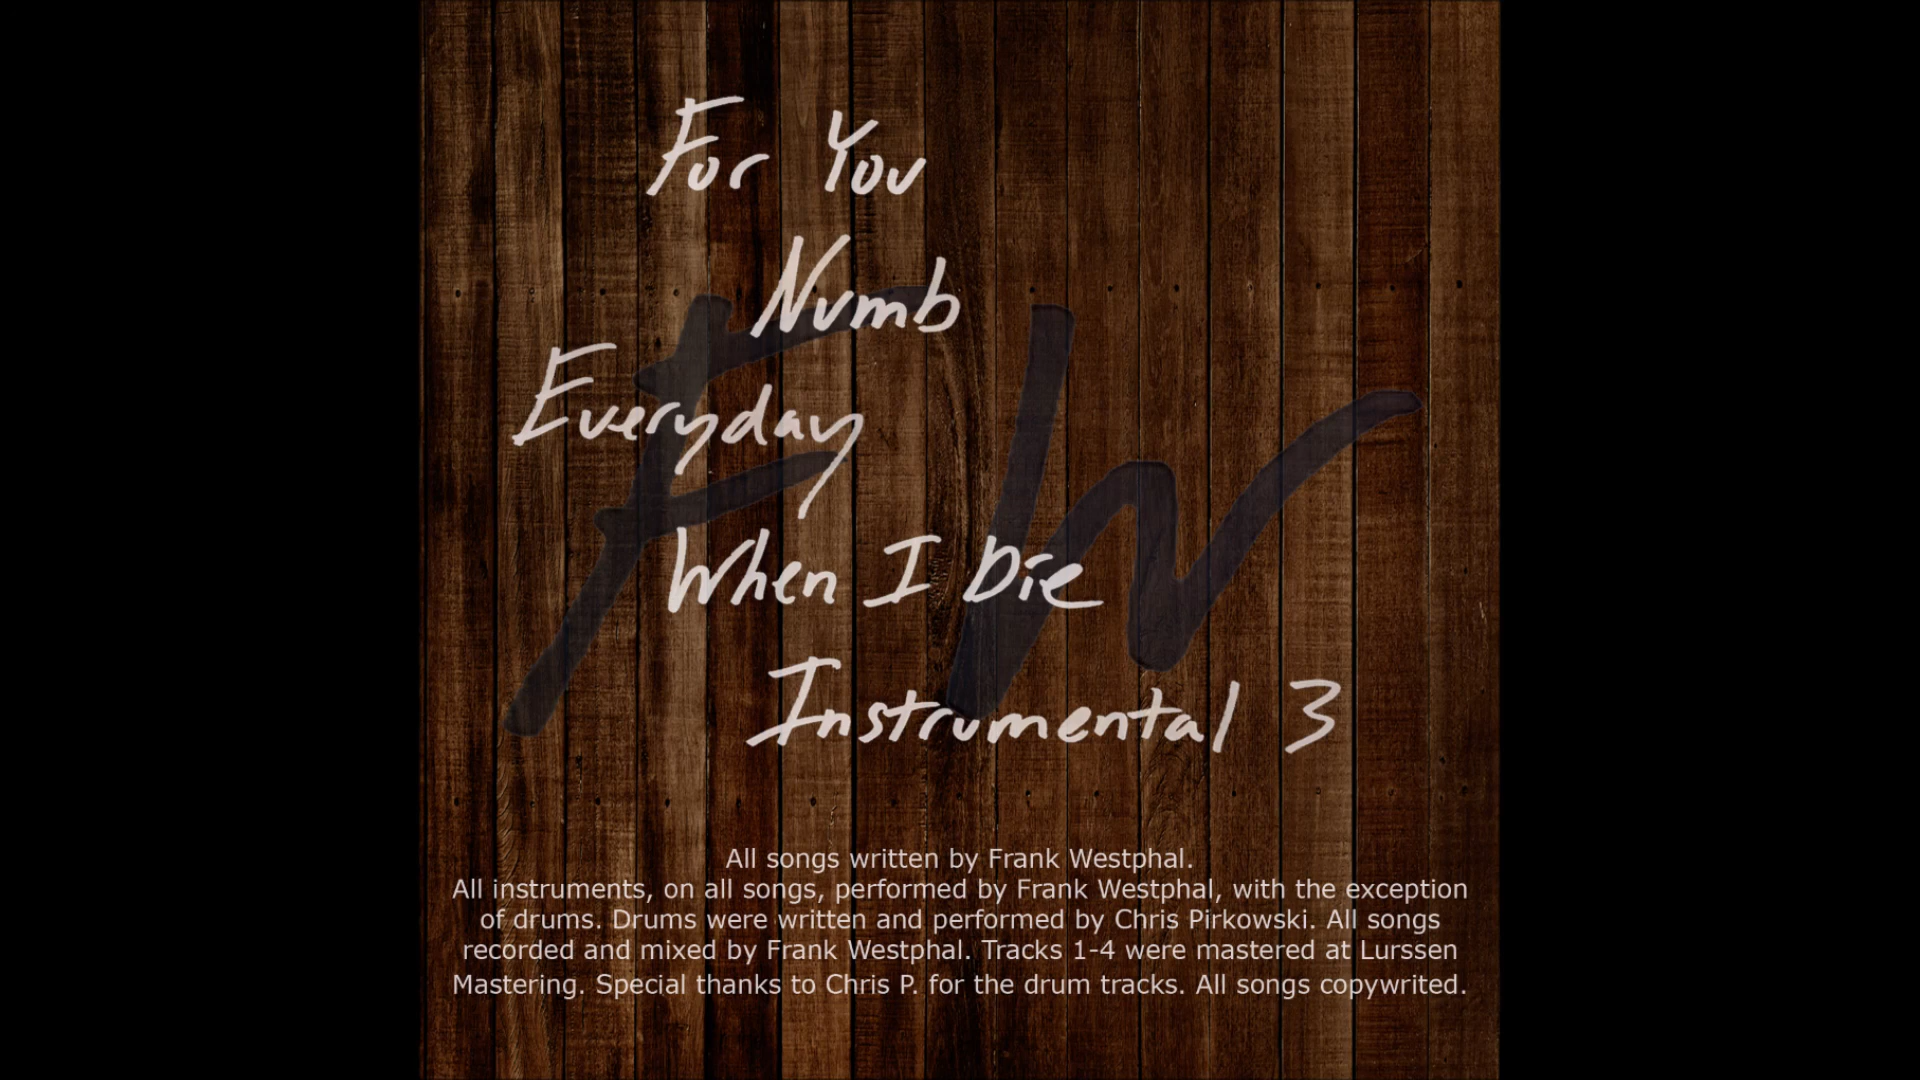 For You
Numb
Everyday
When I Die
Instrumental 3
FW
All songs written by Frank Westphal.
All instruments, on all songs, performed by Frank Westphal, with the exception
of drums. Drums were written and performed by Chris Pirkowski. All songs
recorded and mixed by Frank Westphal. Tracks 1-4 were mastered at Lurssen
Mastering. Special thanks to Chris P. for the drum tracks. All songs copywrited.